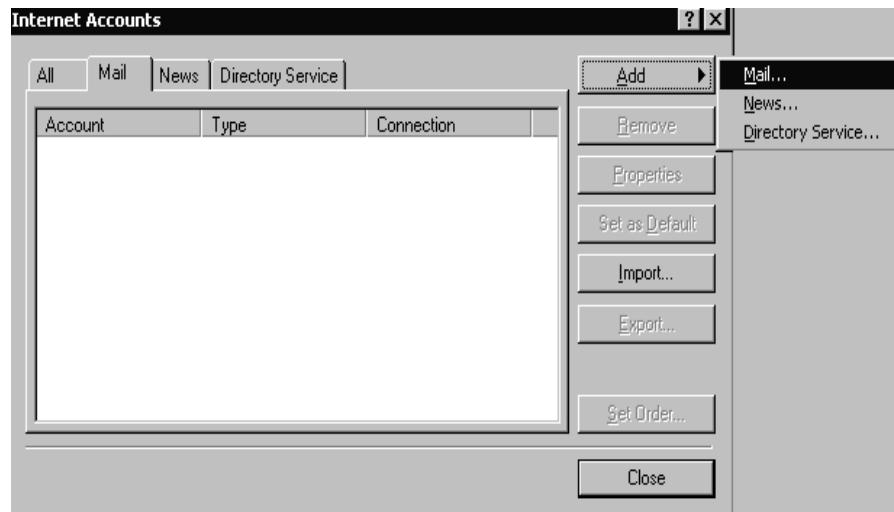 Internet Accounts
All Mail News Directory Service
Account Type Connection
Add
Remove
Properties
Set as Default
Import...
Export...
Set Order...
Close
Mail...
News...
Directory Service...